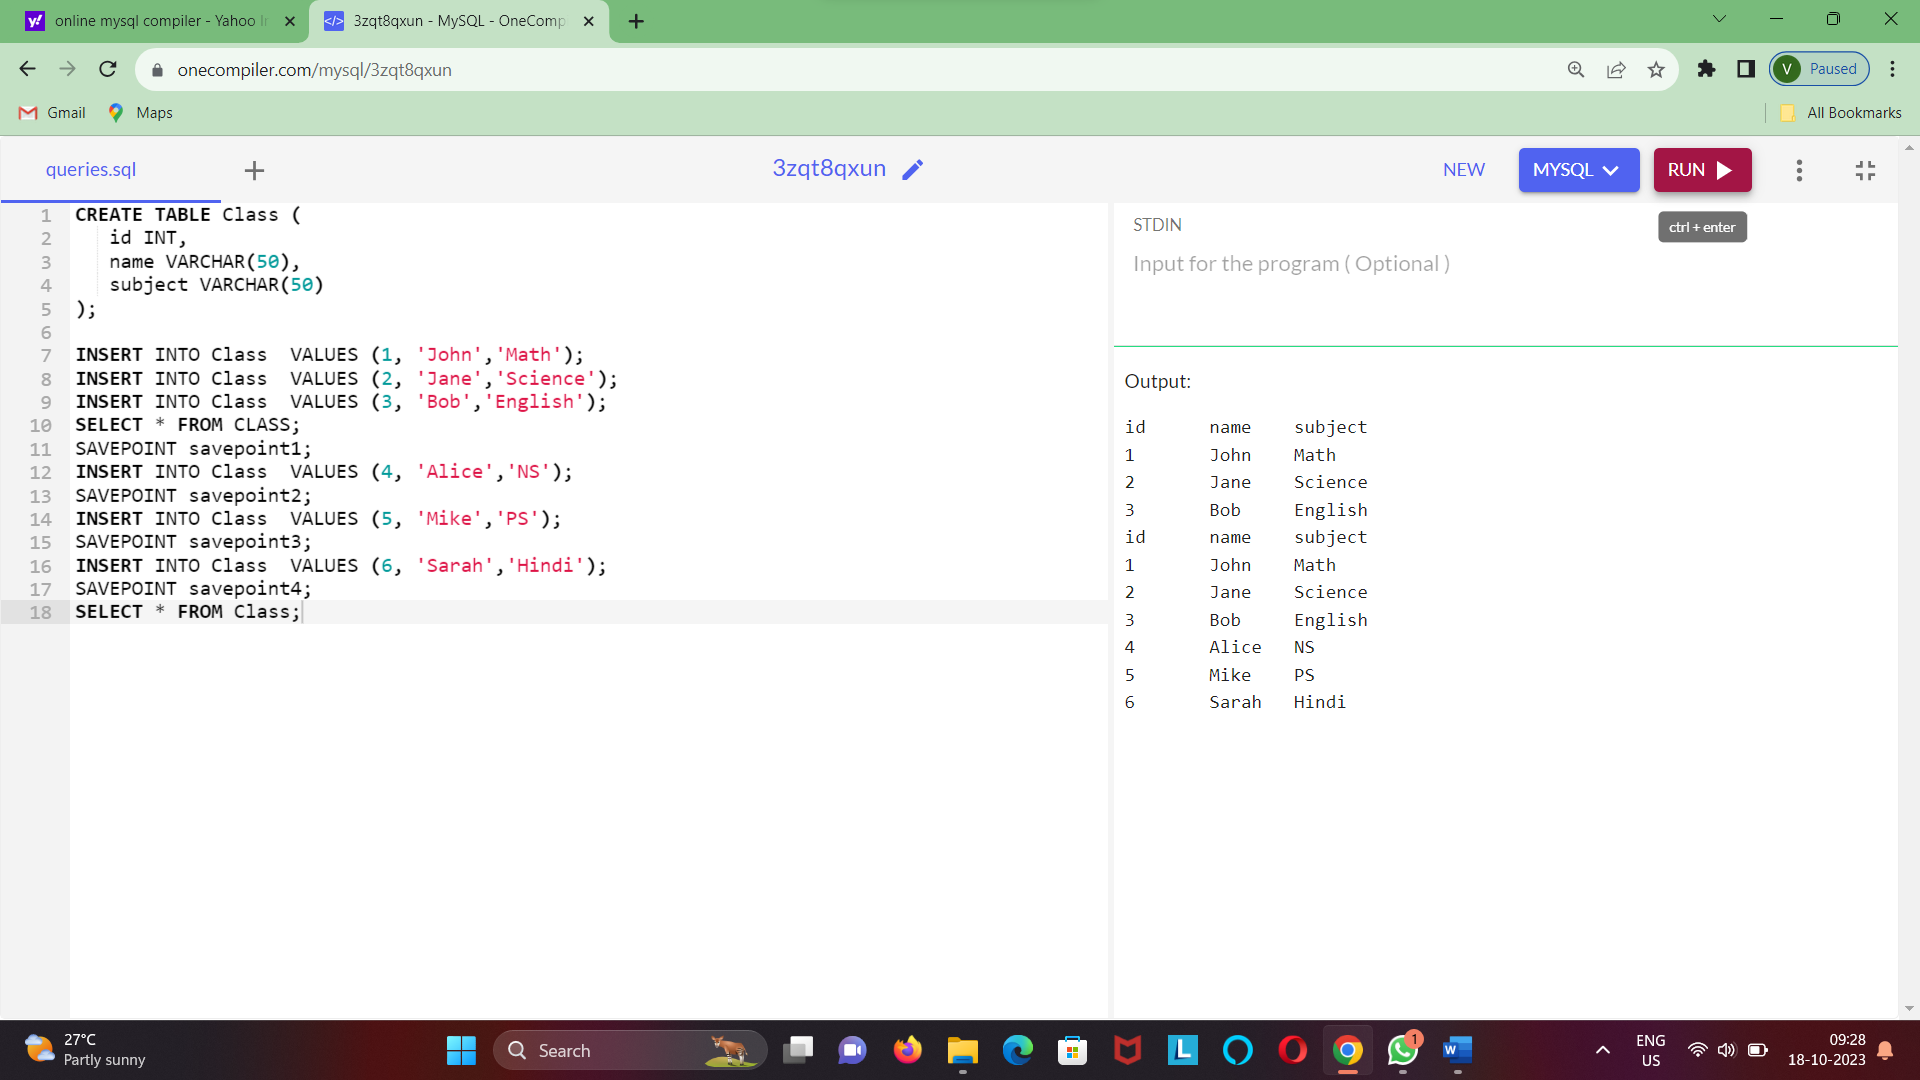 online mysql compiler - Yahoo
3zqt8qxun - MySQL - OneComp
onecompiler.com/mysql/3zqt8qxun
V Paused
Gmail
Maps
All Bookmarks
queries.sql
3zqt8qxun
NEW
MYSQL
RUN
ctrl + enter
1 CREATE TABLE Class (
2 id INT,
3 name VARCHAR(50),
4 subject VARCHAR(50)
5 );
6
7 INSERT INTO Class  VALUES (1, 'John','Math');
8 INSERT INTO Class  VALUES (2, 'Jane','Science');
9 INSERT INTO Class  VALUES (3, 'Bob','English');
10 SELECT * FROM CLASS;
11 SAVEPOINT savepoint1;
12 INSERT INTO Class  VALUES (4, 'Alice','NS');
13 SAVEPOINT savepoint2;
14 INSERT INTO Class  VALUES (5, 'Mike','PS');
15 SAVEPOINT savepoint3;
16 INSERT INTO Class  VALUES (6, 'Sarah','Hindi');
17 SAVEPOINT savepoint4;
18 SELECT * FROM Class;
STDIN
Input for the program ( Optional )
Output:
id name subject
1 John Math
2 Jane Science
3 Bob English
id name subject
1 John Math
2 Jane Science
3 Bob English
4 Alice NS
5 Mike PS
6 Sarah Hindi
27°C
Partly sunny
Search
1
ENG
US
09:28
18-10-2023